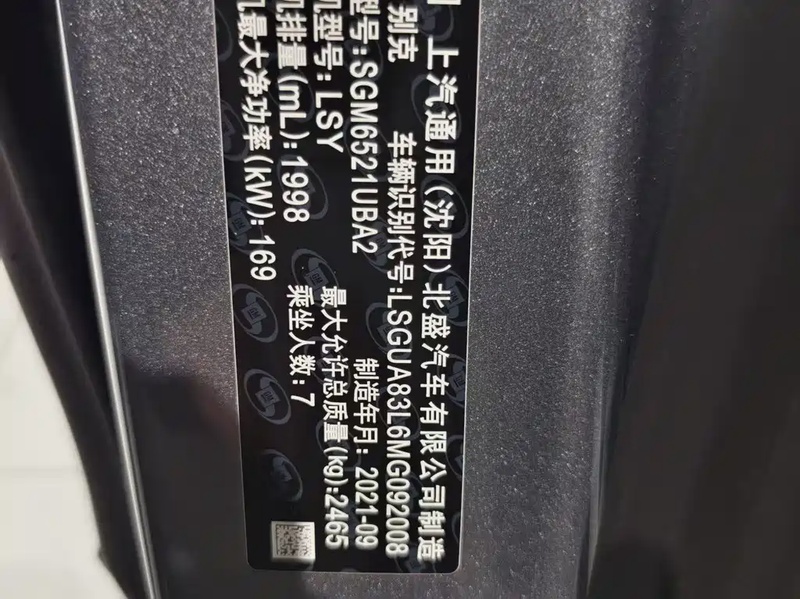 上汽通用(沈阳)北盛汽车有限公司制造
别克
车辆识别代号:LSGUA83L6MG092008
型号:SGM6521UBA2
制造年月:2021-09
机型号:LSY
最大允许总质量(kg):2465
机排量(mL):1998
乘坐人数:7
机最大净功率(kW):169